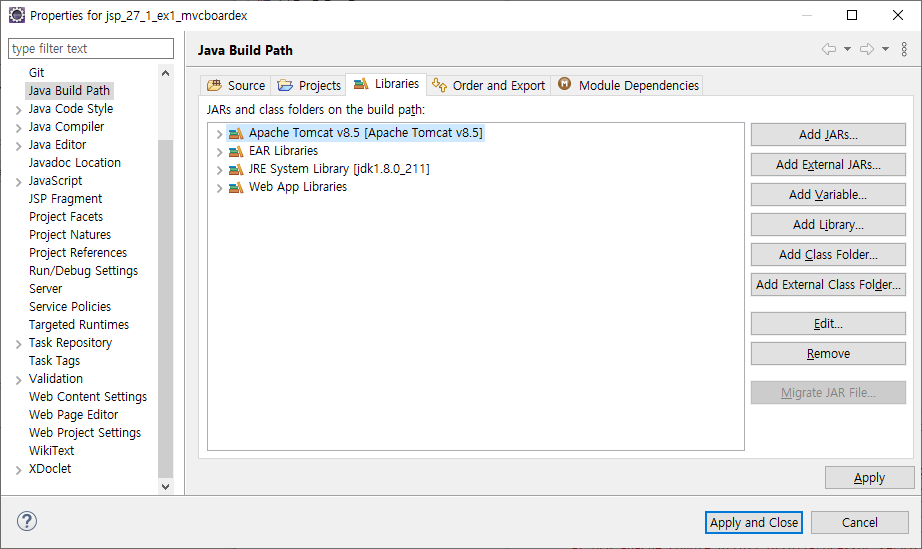 Properties for jsp_27_1_ex1_mvcboardex
type filter text
Git
Java Build Path
Java Code Style
Java Compiler
Java Editor
Javadoc Location
JavaScript
JSP Fragment
Project Facets
Project Natures
Project References
Run/Debug Settings
Server
Service Policies
Targeted Runtimes
Task Repository
Task Tags
Validation
Web Content Settings
Web Page Editor
Web Project Settings
WikiText
XDoclet
Java Build Path
Source Projects Libraries Order and Export Module Dependencies
JARs and class folders on the build path:
Apache Tomcat v8.5 [Apache Tomcat v8.5]
EAR Libraries
JRE System Library [jdk1.8.0_211]
Web App Libraries
Add JARs...
Add External JARs...
Add Variable...
Add Library...
Add Class Folder...
Add External Class Folder...
Edit...
Remove
Migrate JAR File...
Apply
Apply and Close Cancel